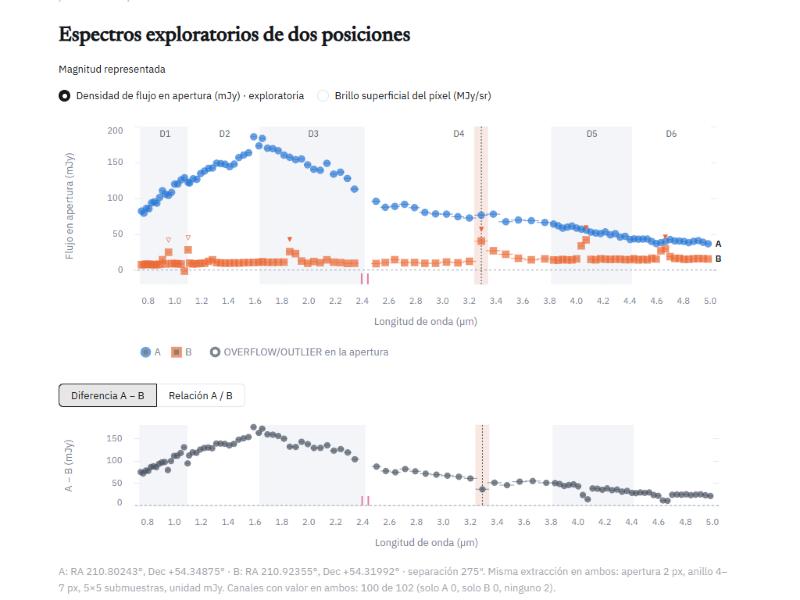 Espectros exploratorios de dos posiciones
Magnitud representada
Densidad de flujo en apertura (mJy) · exploratoria Brillo superficial del píxel (MJy/sr)
Flujo en apertura (mJy)
200
150
100
50
0
D1 D2 D3 D4 D5 D6
A
B
0.8 1.0 1.2 1.4 1.6 1.8 2.0 2.2 2.4 2.6 2.8 3.0 3.2 3.4 3.6 3.8 4.0 4.2 4.4 4.6 4.8 5.0
Longitud de onda (μm)
A B OVERFLOW/OUTLIER en la apertura
Diferencia A – B Relación A / B
A – B (mJy)
150
100
50
0
0.8 1.0 1.2 1.4 1.6 1.8 2.0 2.2 2.4 2.6 2.8 3.0 3.2 3.4 3.6 3.8 4.0 4.2 4.4 4.6 4.8 5.0
Longitud de onda (μm)
A: RA 210.80243°, Dec +54.34875° · B: RA 210.92355°, Dec +54.31992° · separación 275″. Misma extracción en ambos: apertura 2 px, anillo 4–
7 px, 5×5 submuestras, unidad mJy. Canales con valor en ambos: 100 de 102 (solo A 0, solo B 0, ninguno 2).